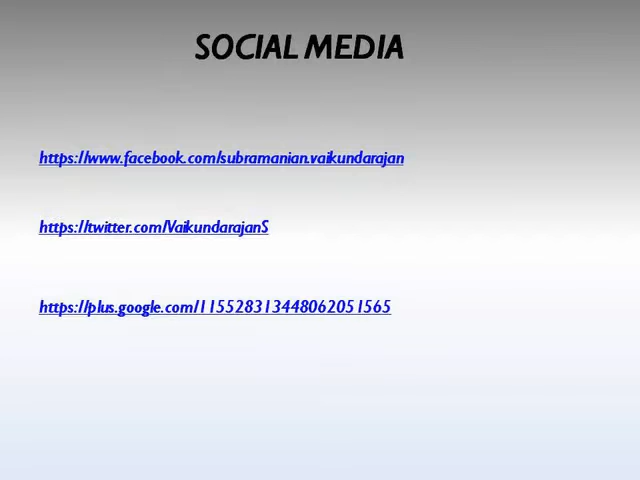 SOCIAL MEDIA
https://www.facebook.com/subramanian.vaikundarajan
https://twitter.com/VaikundarajanS
https://plus.google.com/115528313448062051565